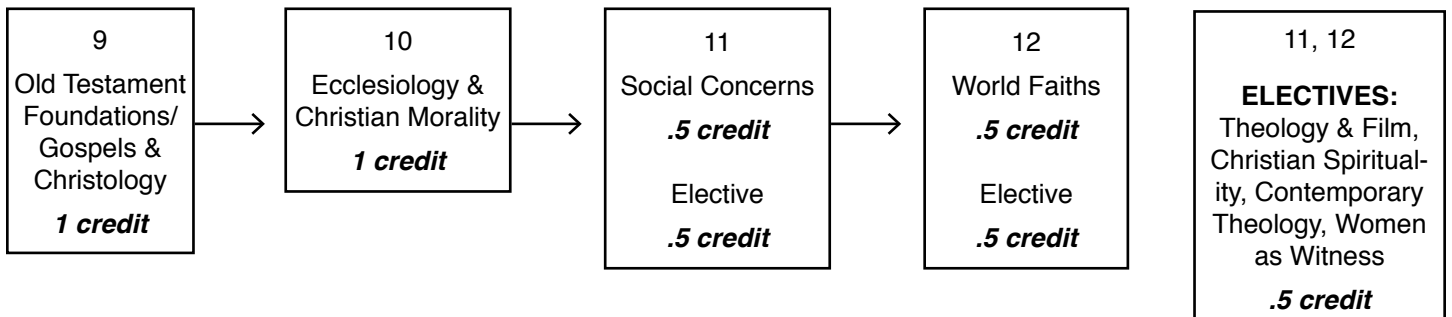 9
Old Testament
Foundations/
Gospels &
Christology
1 credit
10
Ecclesiology &
Christian Morality
1 credit
11
Social Concerns
.5 credit
Elective
.5 credit
12
World Faiths
.5 credit
Elective
.5 credit
11, 12
ELECTIVES:
Theology & Film,
Christian Spiritual-
ity, Contemporary
Theology, Women
as Witness
.5 credit